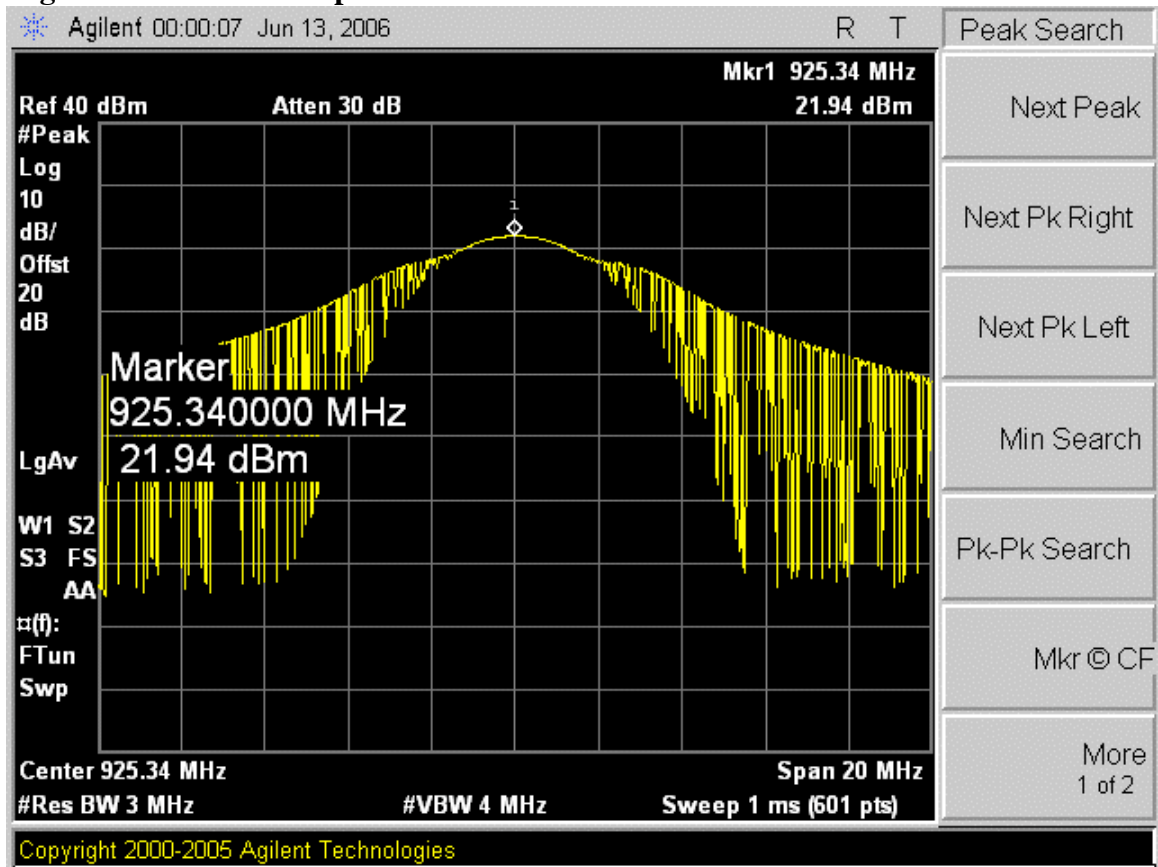 Agilent 00:00:07 Jun 13, 2006 R T
Peak Search
Mkr1 925.34 MHz
Ref 40 dBm Atten 30 dB 21.94 dBm
#Peak
Log
10
dB/
Offst
20
dB
1
Marker
925.340000 MHz
21.94 dBm
LgAv
W1 S2
S3 FS
AA
¤(f):
FTun
Swp
Center 925.34 MHz Span 20 MHz
#Res BW 3 MHz #VBW 4 MHz Sweep 1 ms (601 pts)
Next Peak
Next Pk Right
Next Pk Left
Min Search
Pk-Pk Search
Mkr © CF
More
1 of 2
Copyright 2000-2005 Agilent Technologies